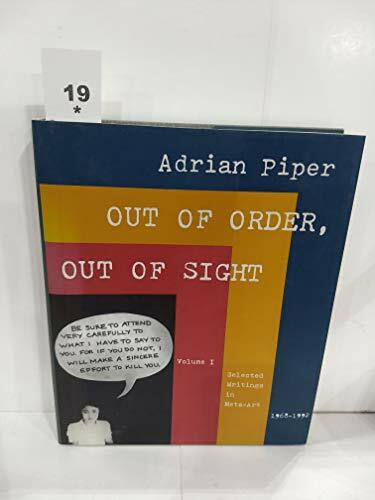 19
*
Adrian Piper
OUT OF ORDER,
OUT OF SIGHT
BE SURE TO ATTEND
VERY CAREFULLY TO
WHAT I HAVE TO SAY TO
YOU. FOR IF YOU DO NOT, I
WILL MAKE A SINCERE
EFFORT TO KILL YOU.
Volume I
Selected
Writings
in
Meta-Art
1968-1992